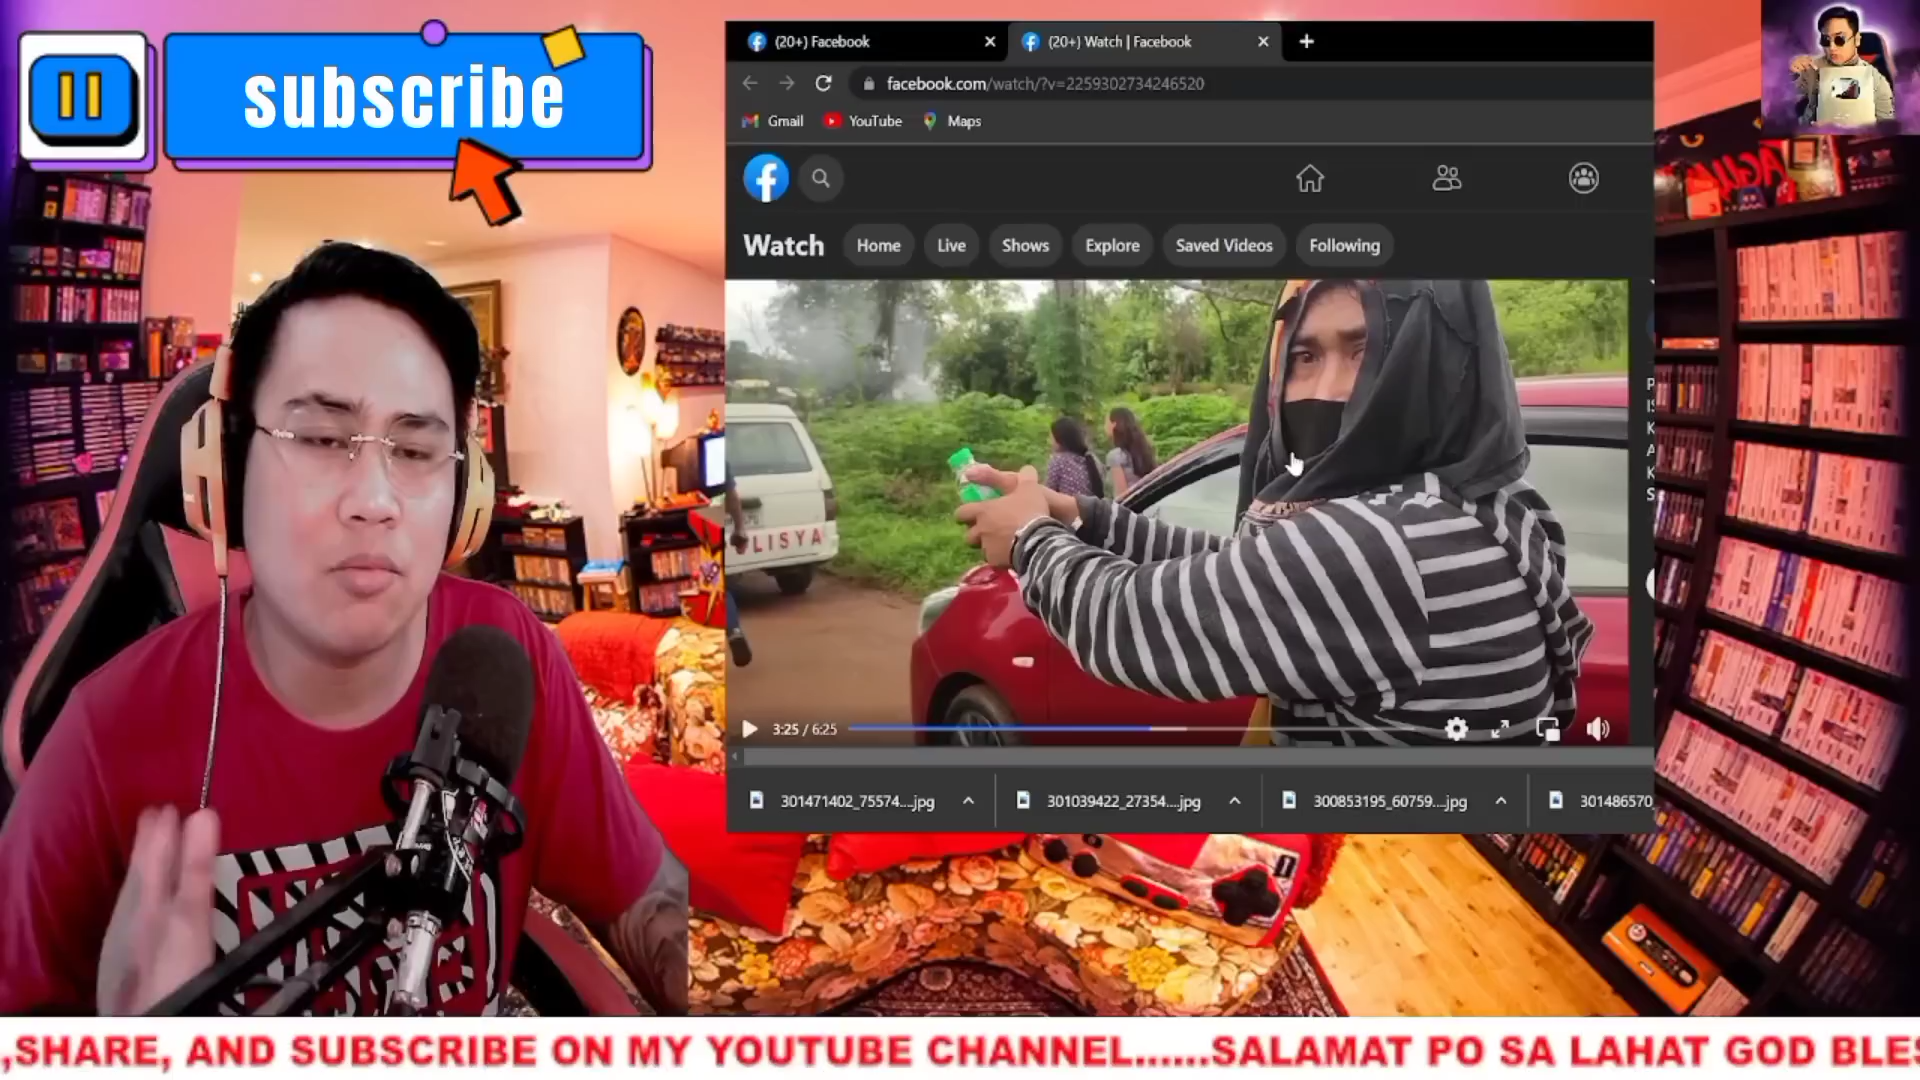 subscribe
(20+) Facebook
(20+) Watch | Facebook
facebook.com/watch/?v=2259302734246520
Gmail
YouTube
Maps
Watch
Home
Live
Shows
Explore
Saved Videos
Following
LISYA
3:25 / 6:25
301471402_75574....jpg
301039422_27354....jpg
300853195_60759....jpg
301486570
,SHARE, AND SUBSCRIBE ON MY YOUTUBE CHANNEL......SALAMAT PO SA LAHAT GOD BLES